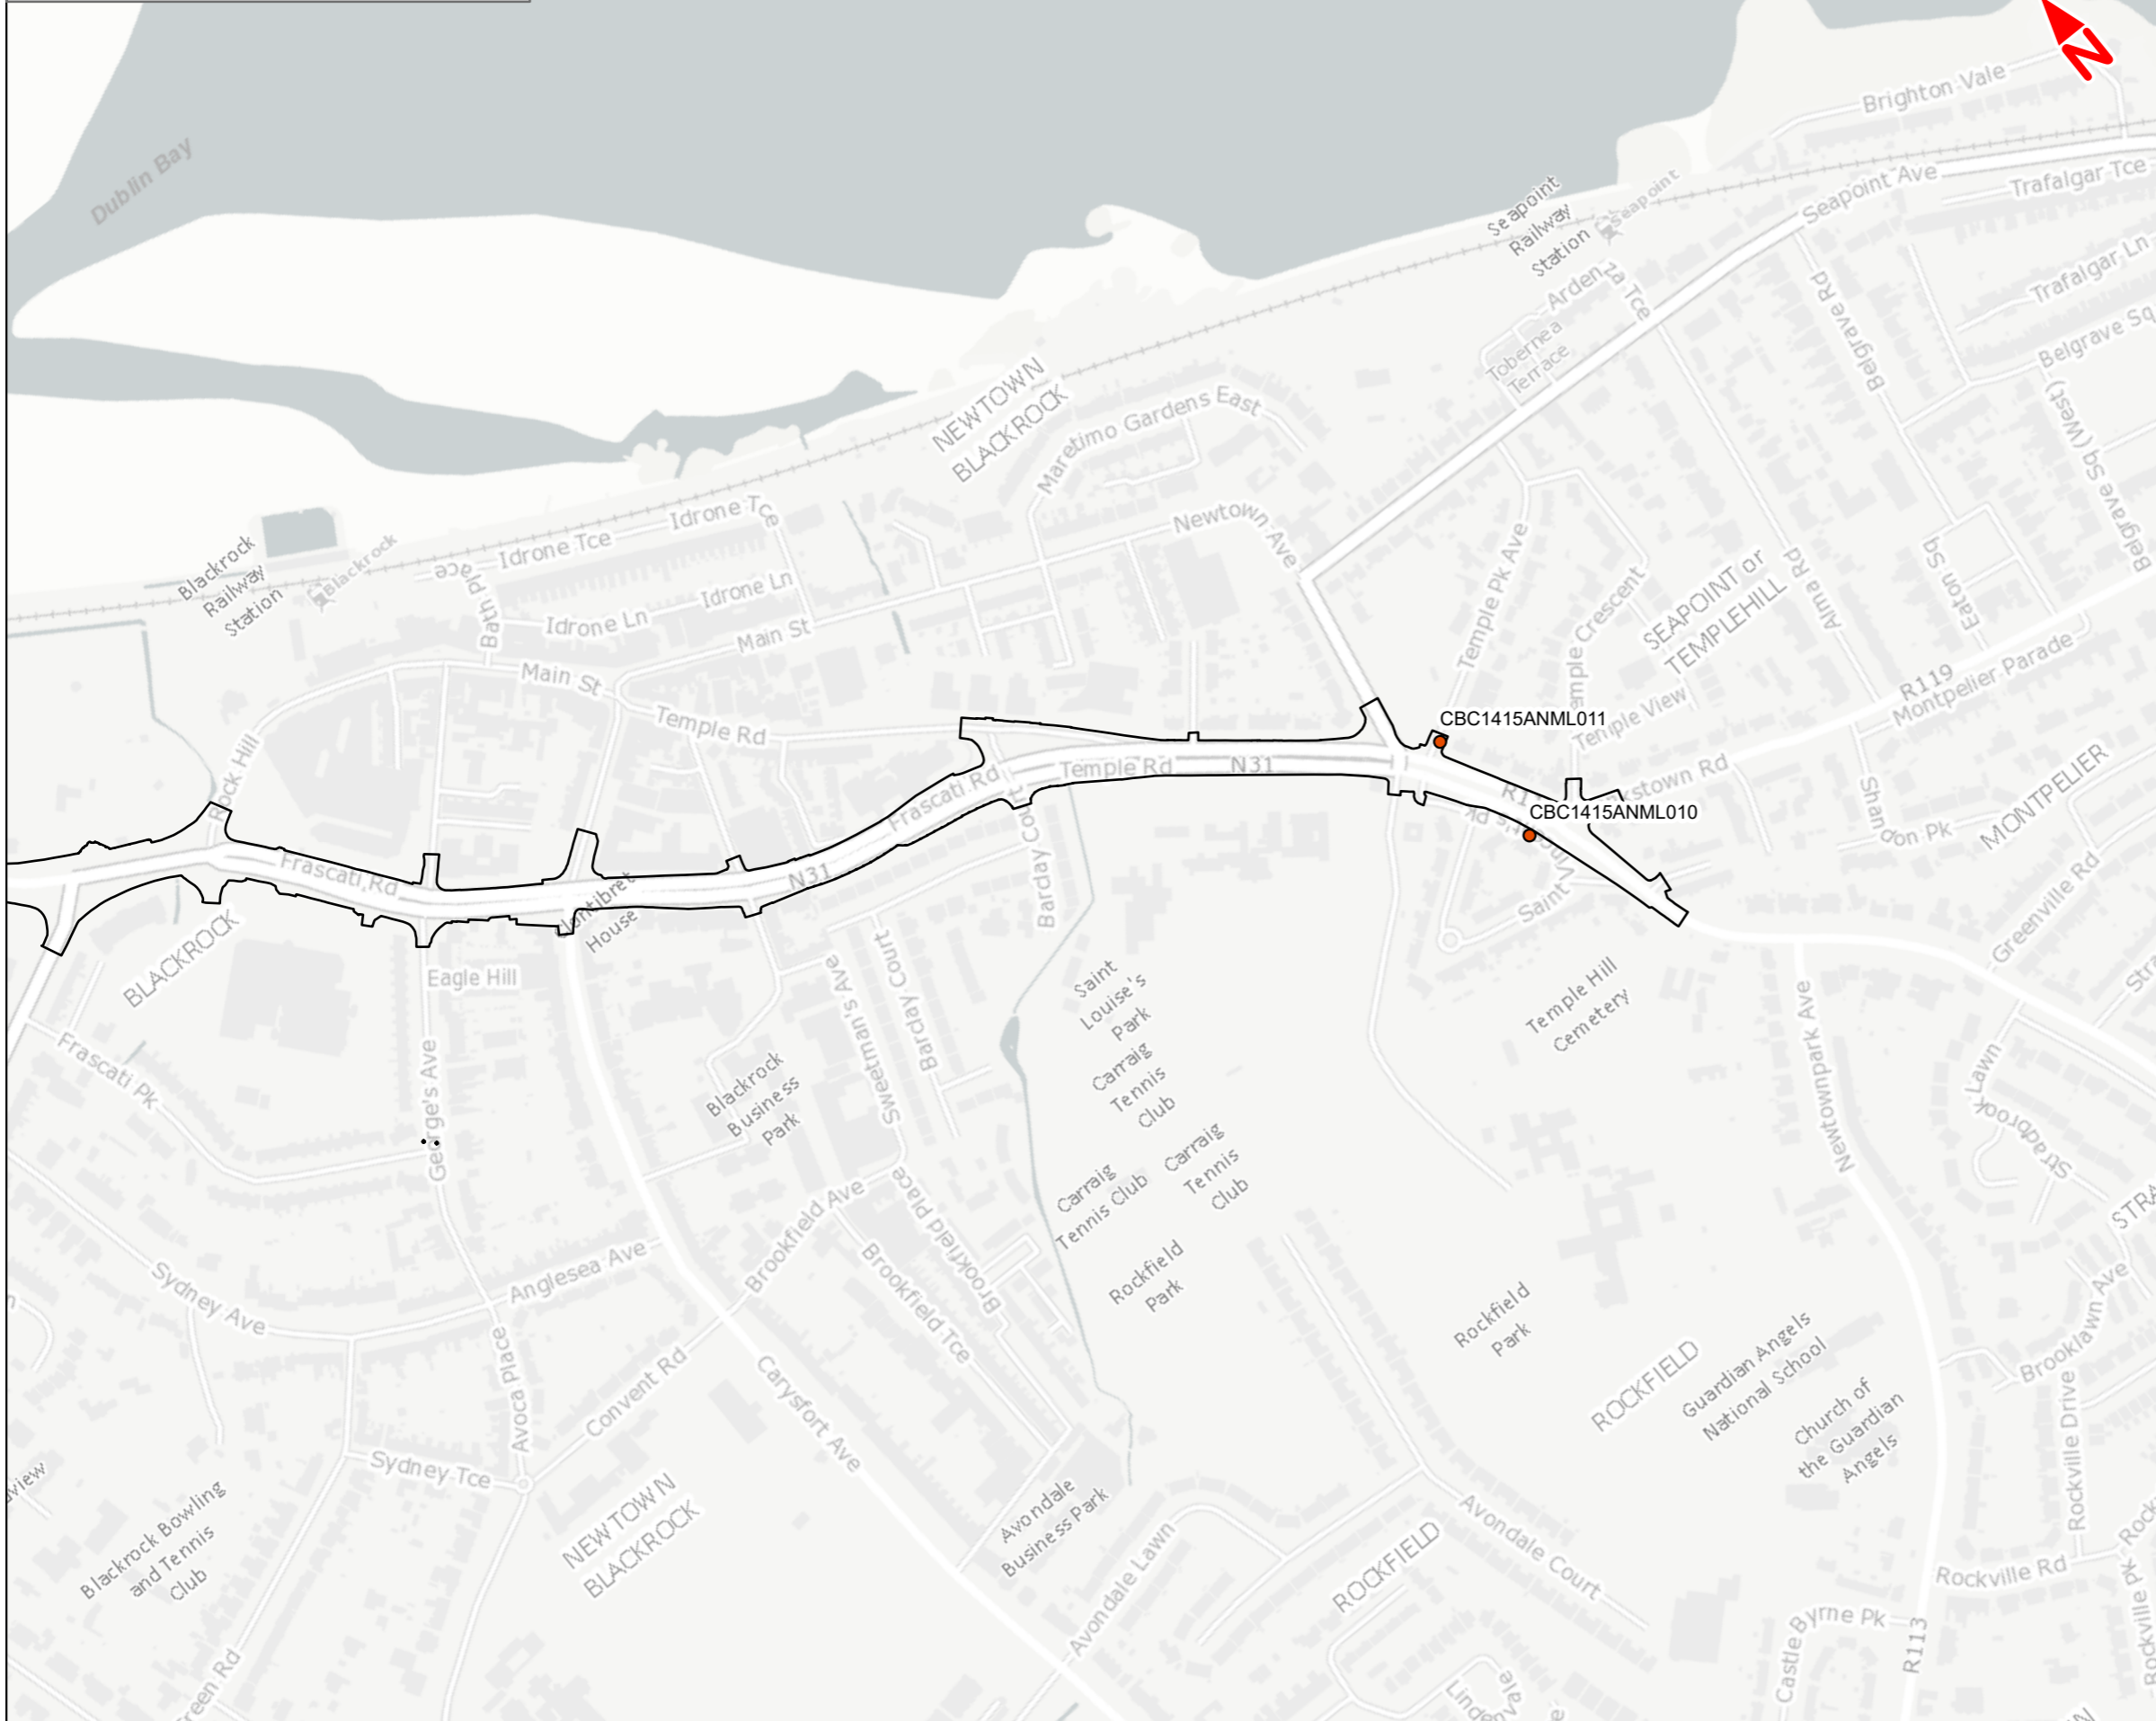 N
Brighton Vale
Dublin Bay
Seapoint Ave
Trafalgar Tce
Seapoint
Railway
Station
Seapoint
Trafalgar Ln
Belgrave Rd
Belgrave Sq
Belgrave Sq (West)
Arden
Tobernea
Terrace
NEWTOWN
BLACKROCK
Maretimo Gardens East
Newtown Ave
Idrone Tce
Idrone Tce
Blackrock
Railway
Station
Blackrock
Bath Place
Idrone Ln
Idrone Ln
Main St
Main St
Temple Rd
Temple Pk Ave
Temple Crescent
SEAPOINT or
TEMPLEHILL
Alma Rd
Eaton Sq
R119
Montpelier Parade
Temple View
CBC1415ANML011
CBC1415ANML010
Rock Hill
Frascati Rd
Temple Rd
N31
Frascati Rd
N31
Shandon Pk
MONTPELIER
Greenville Rd
House
BLACKROCK
Eagle Hill
Barclay Court
Barclay Court
Sweetman's Ave
Saint
Louise's
Park
Carraig
Tennis
Club
Carraig
Tennis Club
Carraig
Tennis
Club
Temple Hill
Cemetery
Newtownpark Ave
Stradbrook Lawn
Frascati Pk
George's Ave
Blackrock
Business
Park
Brookfield Ave
Brookfield Place
Brookfield Tce
Rockfield
Park
Rockfield
Park
Sydney Ave
Anglesea Ave
Avoca Place
Convent Rd
Carysfort Ave
ROCKFIELD
Guardian Angels
National School
Church of
the Guardian
Angels
Brooklawn Ave
Rockville Drive
Sydney Tce
Blackrock Bowling
and Tennis
Club
NEWTOWN
BLACKROCK
Avondale
Business Park
Avondale Lawn
Avondale Court
ROCKFIELD
Rockville Rd
Rockville Pk
Castle Byrne Pk
R113